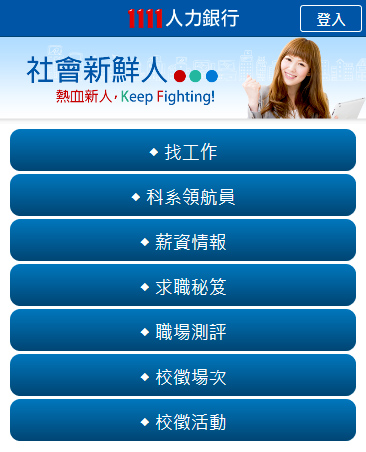 1111人力銀行
登入
社會新鮮人
熱血新人，Keep Fighting!
找工作
科系領航員
薪資情報
求職秘笈
職場測評
校徵場次
校徵活動